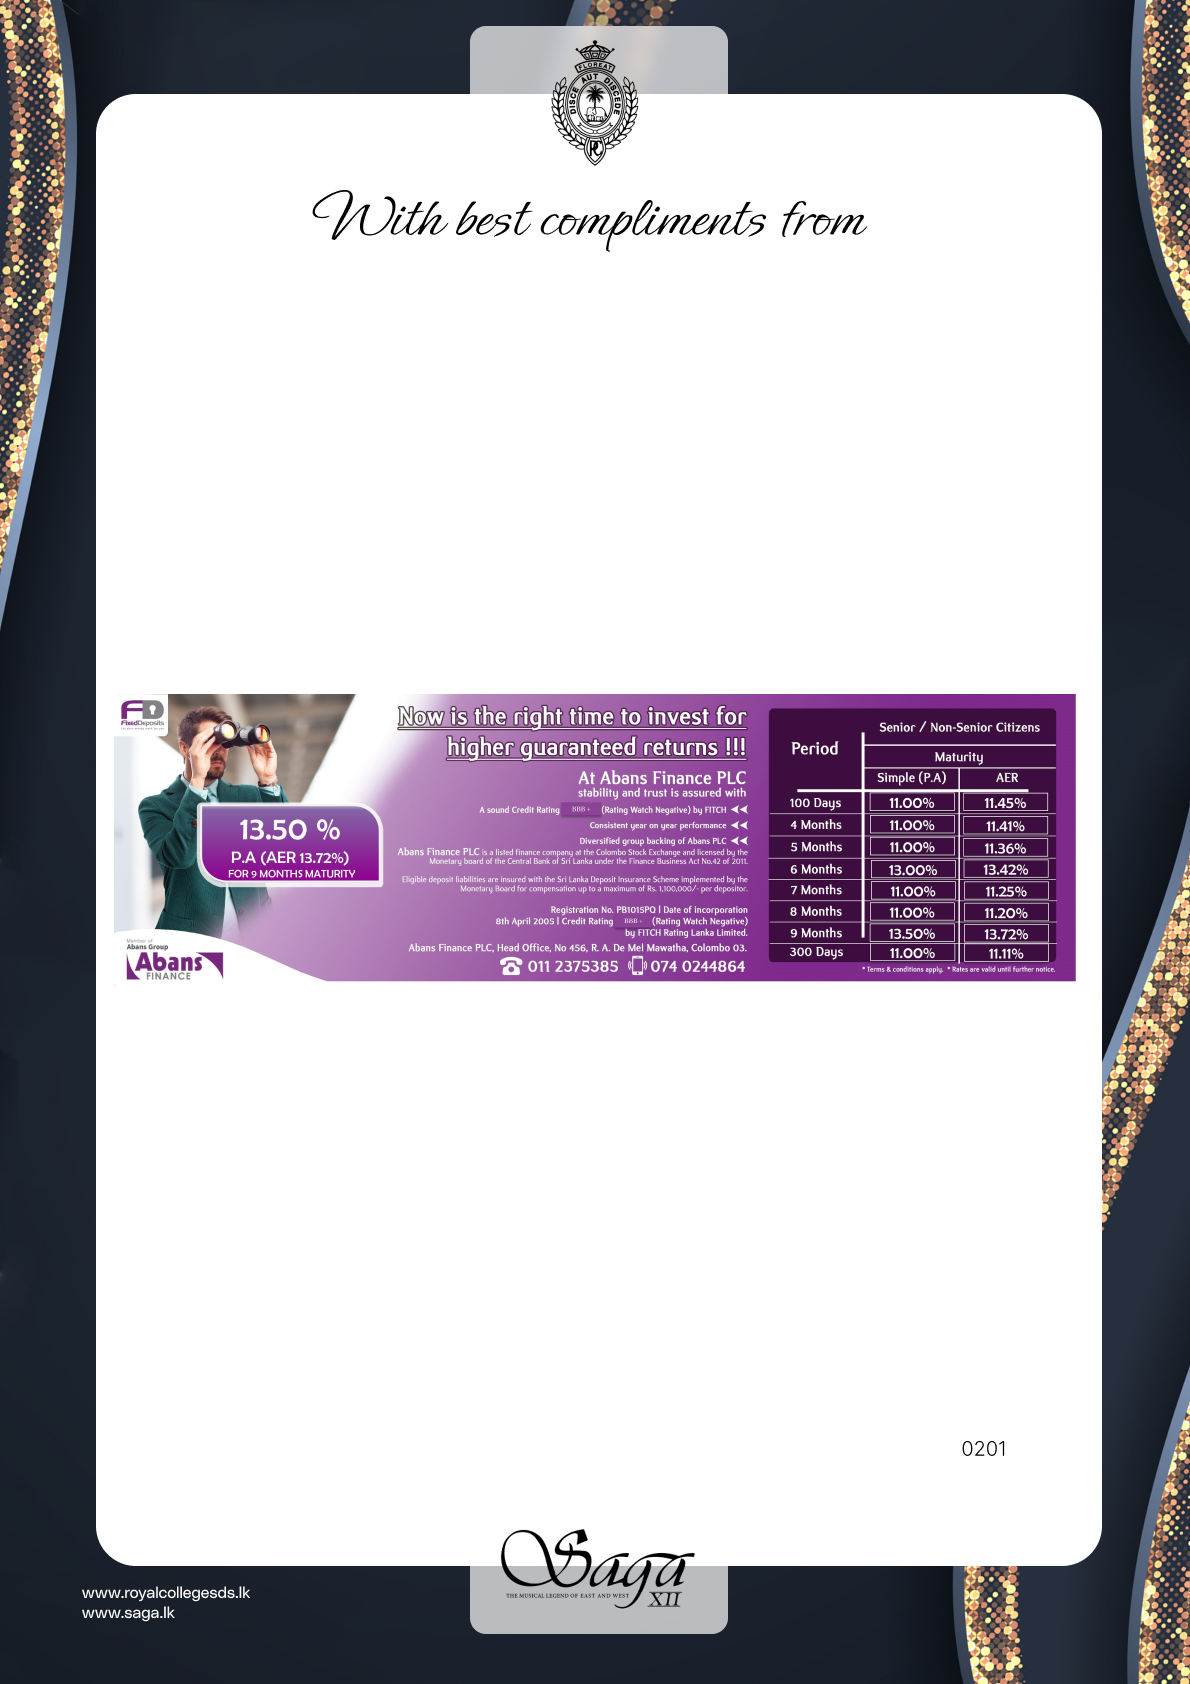 FLOREAT
DISCE AUT DISCEDE
RC
With best compliments from
FD
FixedDeposits
Now is the right time to invest for
higher guaranteed returns !!!
At Abans Finance PLC
stability and trust is assured with
A sound Credit Rating BBB + (Rating Watch Negative) by FITCH
Consistent year on year performance
Diversified group backing of Abans PLC
Abans Finance PLC is a listed finance company at the Colombo Stock Exchange and licensed by the
Monetary board of the Central Bank of Sri Lanka under the Finance Business Act No.42 of 2011.
Eligible deposit liabilities are insured with the Sri Lanka Deposit Insurance Scheme implemented by the
Monetary Board for compensation up to a maximum of Rs. 1,100,000/- per depositor.
Registration No. PB1015PQ | Date of incorporation
8th April 2005 | Credit Rating BBB + (Rating Watch Negative)
by FITCH Rating Lanka Limited.
Abans Finance PLC, Head Office, No 456, R. A. De Mel Mawatha, Colombo 03.
011 2375385 074 0244864
13.50 %
P.A (AER 13.72%)
FOR 9 MONTHS MATURITY
Member of
Abans Group
Abans
FINANCE
Period Senior / Non-Senior Citizens
Maturity
Simple (P.A) AER
100 Days 11.00% 11.45%
4 Months 11.00% 11.41%
5 Months 11.00% 11.36%
6 Months 13.00% 13.42%
7 Months 11.00% 11.25%
8 Months 11.00% 11.20%
9 Months 13.50% 13.72%
300 Days 11.00% 11.11%
* Terms & conditions apply. * Rates are valid until further notice.
0201
Saga
THE MUSICAL LEGEND OF EAST AND WEST
XII
www.royalcollegesds.lk
www.saga.lk